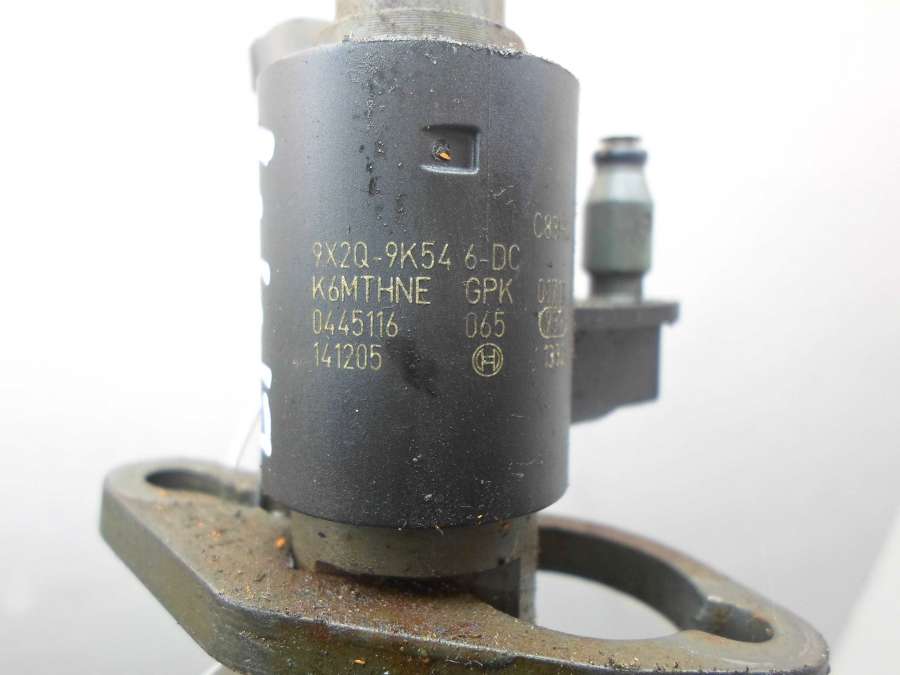 9X2Q-9K54 6-DC
K6MTHNE GPK
0445116 065
141205